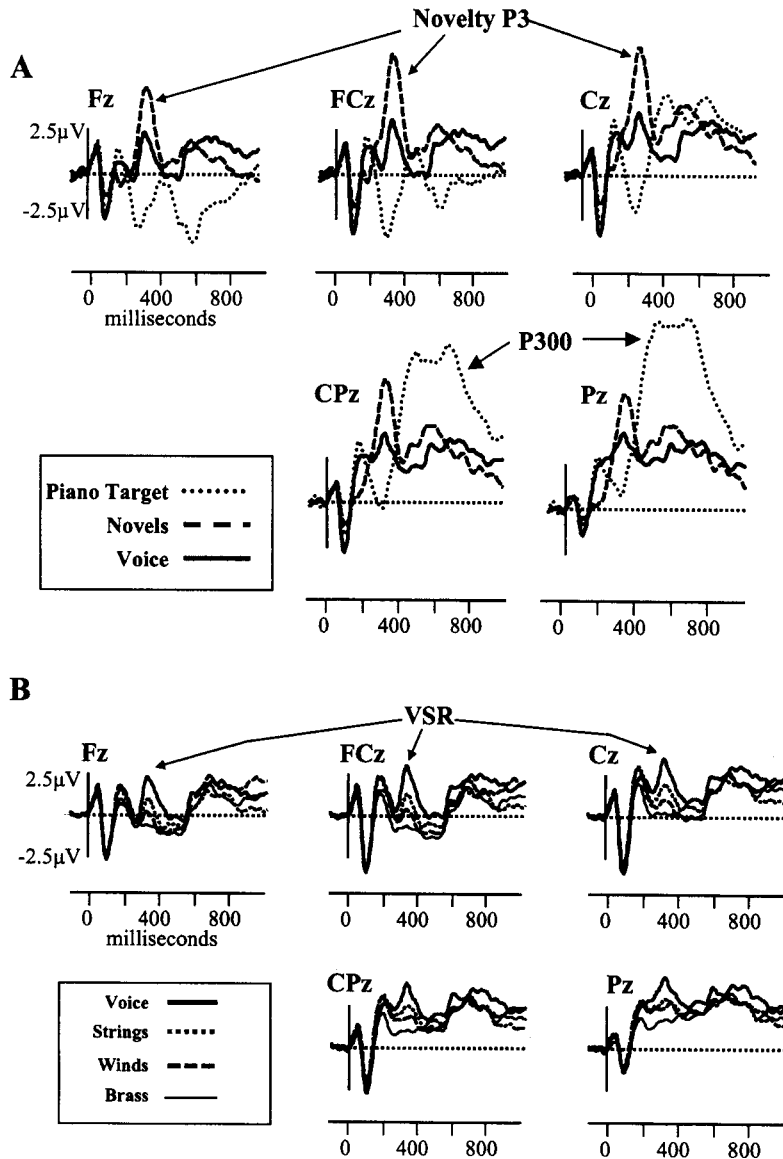 Novelty P3
A
Fz
FCz
Cz
2.5µV
-2.5µV
0 400 800
milliseconds
0 400 800
0 400 800
P300
CPz
Pz
Piano Target
Novels
Voice
0 400 800
0 400 800
B
VSR
Fz
FCz
Cz
2.5µV
-2.5µV
0 400 800
milliseconds
0 400 800
0 400 800
CPz
Pz
Voice
Strings
Winds
Brass
0 400 800
0 400 800